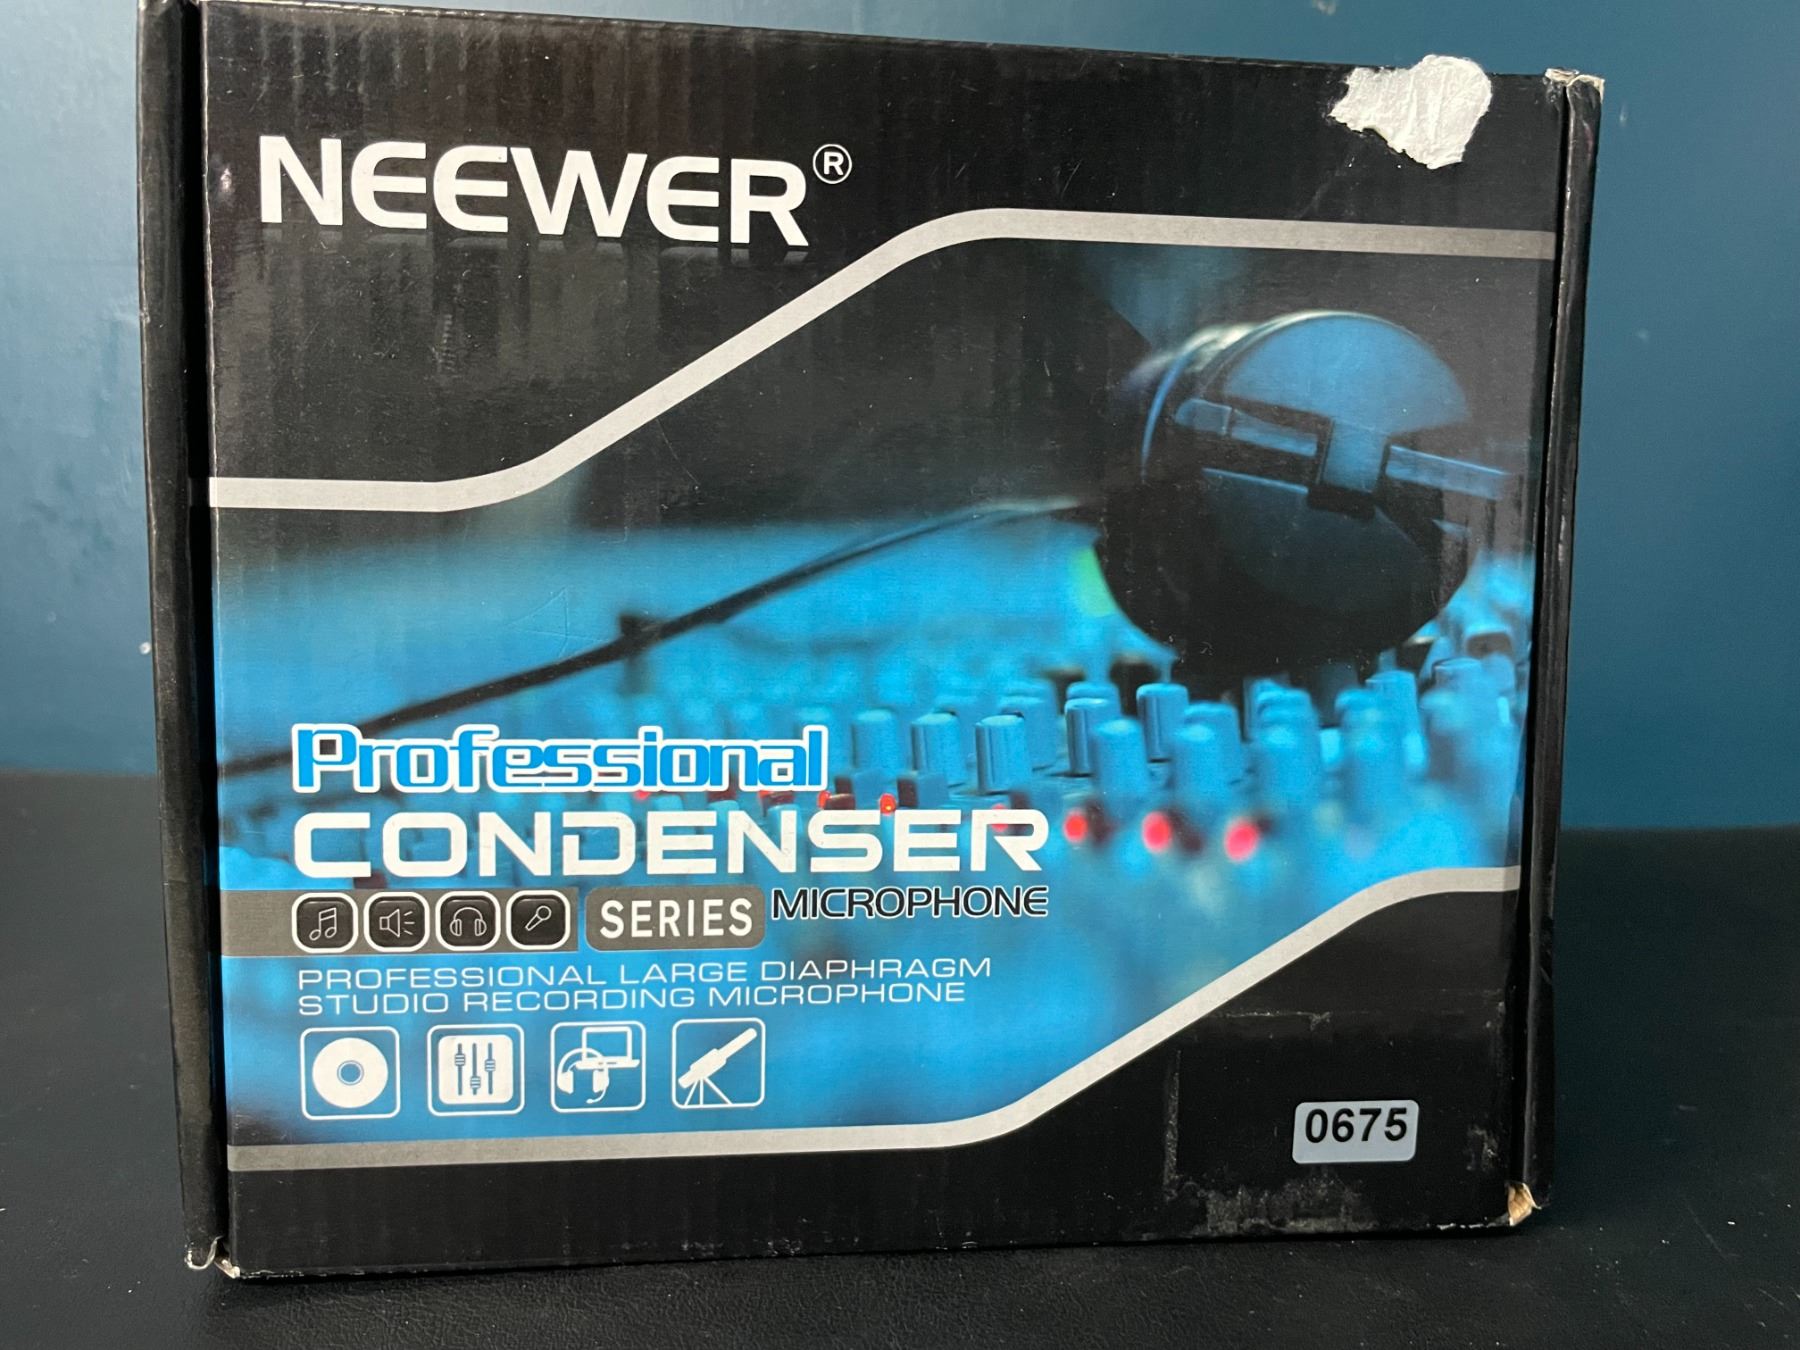 NEEWER®
Professional
CONDENSER
SERIES MICROPHONE
PROFESSIONAL LARGE DIAPHRAGM
STUDIO RECORDING MICROPHONE
0675